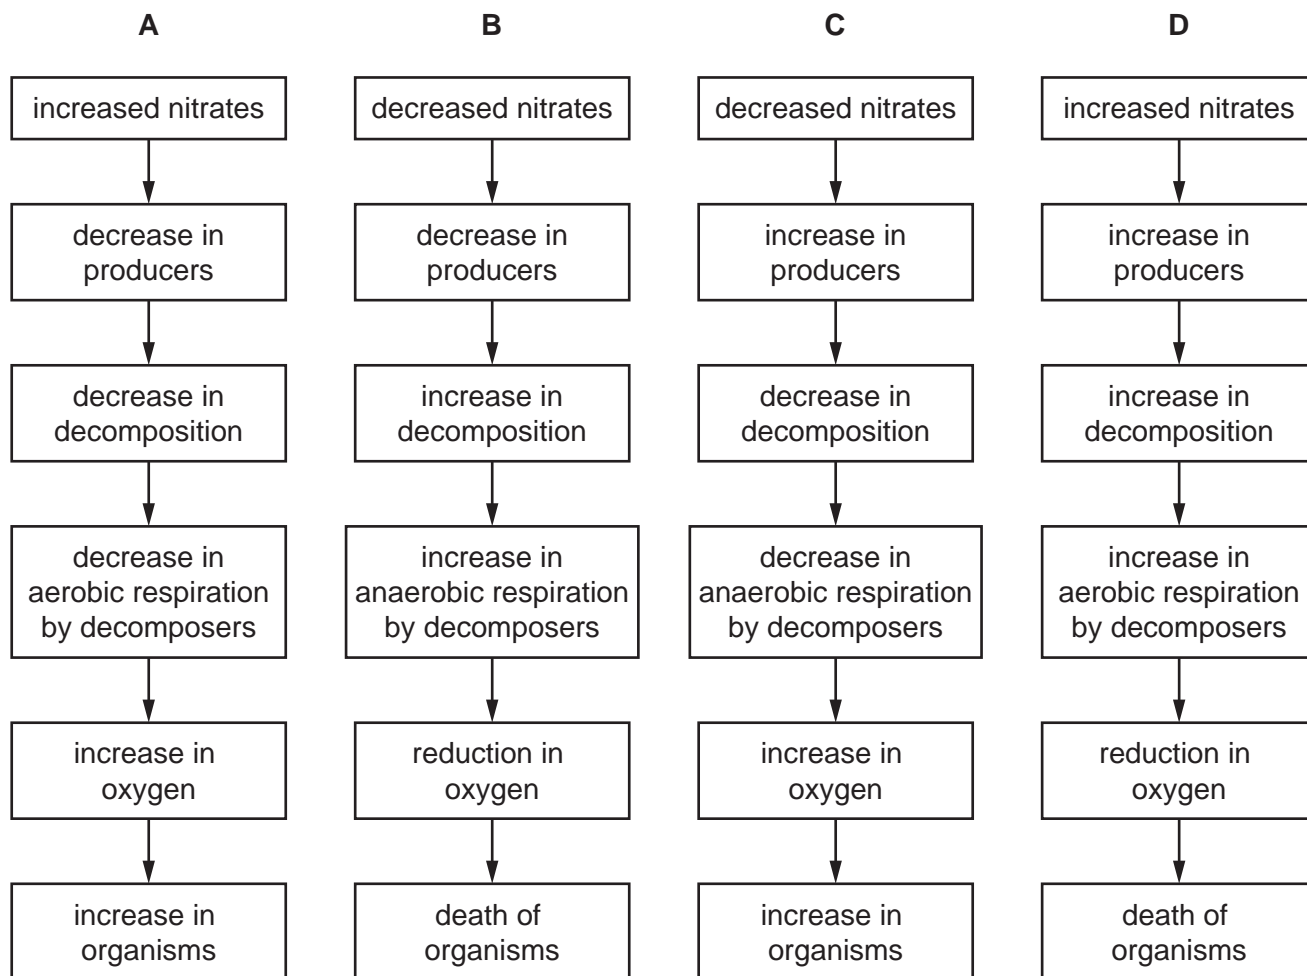 A
B
C
D
increased nitrates
decreased nitrates
decreased nitrates
increased nitrates
decrease in
producers
decrease in
producers
increase in
producers
increase in
producers
decrease in
decomposition
increase in
decomposition
decrease in
decomposition
increase in
decomposition
decrease in
aerobic respiration
by decomposers
increase in
anaerobic respiration
by decomposers
decrease in
anaerobic respiration
by decomposers
increase in
aerobic respiration
by decomposers
increase in
oxygen
reduction in
oxygen
increase in
oxygen
reduction in
oxygen
increase in
organisms
death of
organisms
increase in
organisms
death of
organisms